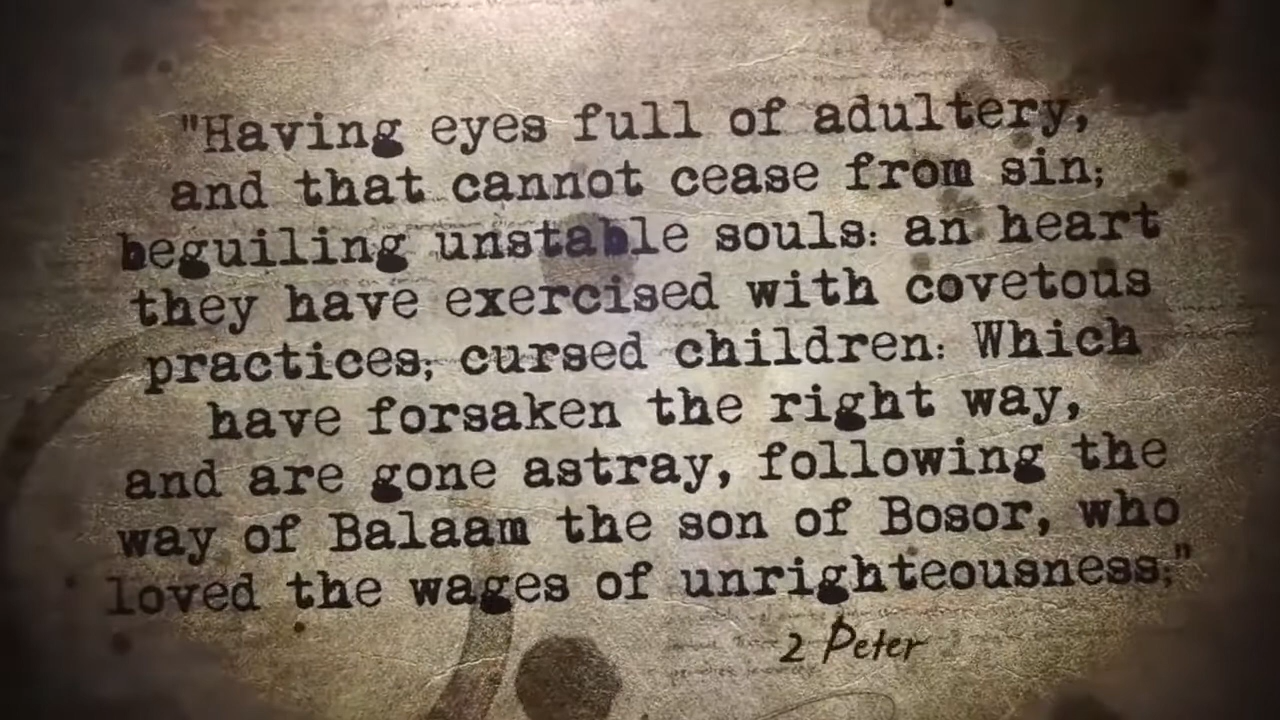 "Having eyes full of adultery,
and that cannot cease from sin;
beguiling unstable souls: an heart
they have exercised with covetous
practices; cursed children: Which
have forsaken the right way,
and are gone astray, following the
way of Balaam the son of Bosor, who
loved the wages of unrighteousness;"
2 Peter